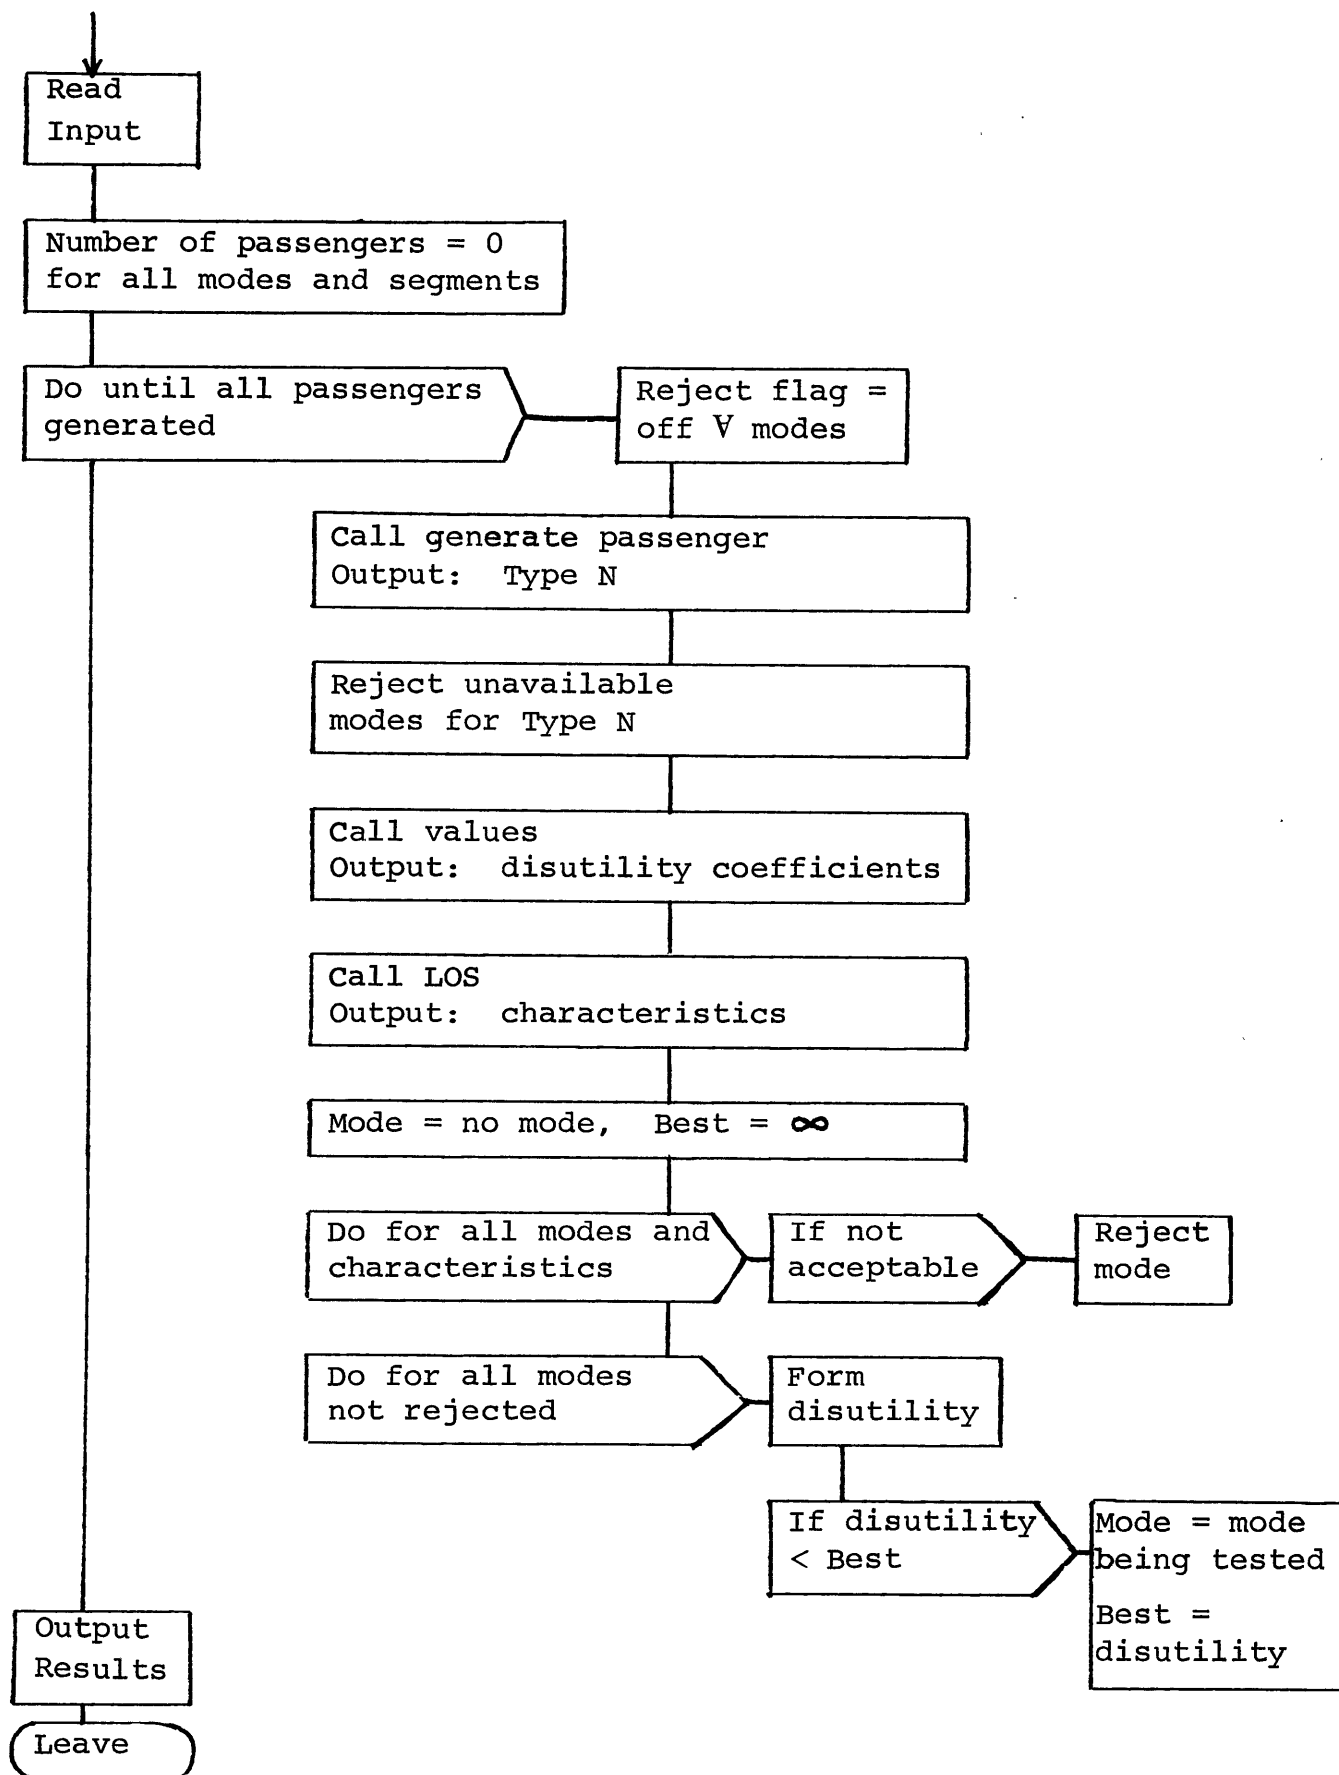 Read
Input
Number of passengers = 0
for all modes and segments
Do until all passengers
generated
Reject flag =
off ∀ modes
Call generate passenger
Output: Type N
Reject unavailable
modes for Type N
Call values
Output: disutility coefficients
Call LOS
Output: characteristics
Mode = no mode, Best = ∞
Do for all modes and
characteristics
If not
acceptable
Reject
mode
Do for all modes
not rejected
Form
disutility
If disutility
< Best
Mode = mode
being tested
Best =
disutility
Output
Results
Leave